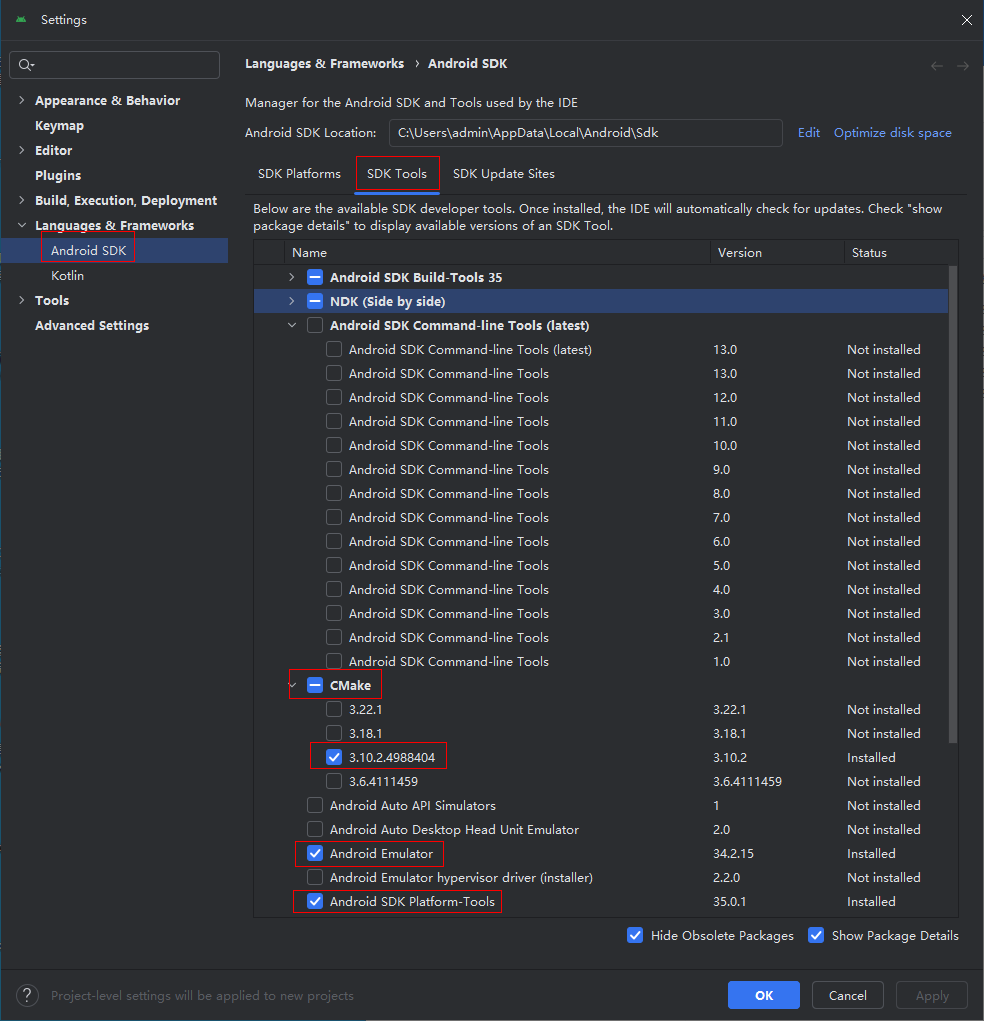 Settings
Languages & Frameworks › Android SDK
Appearance & Behavior
Keymap
Editor
Plugins
Build, Execution, Deployment
Languages & Frameworks
Android SDK
Kotlin
Tools
Advanced Settings
Manager for the Android SDK and Tools used by the IDE
Android SDK Location: C:\Users\admin\AppData\Local\Android\Sdk Edit Optimize disk space
SDK Platforms SDK Tools SDK Update Sites
Below are the available SDK developer tools. Once installed, the IDE will automatically check for updates. Check "show
package details" to display available versions of an SDK Tool.
Name Version Status
Android SDK Build-Tools 35
NDK (Side by side)
Android SDK Command-line Tools (latest)
Android SDK Command-line Tools (latest) 13.0 Not installed
Android SDK Command-line Tools 13.0 Not installed
Android SDK Command-line Tools 12.0 Not installed
Android SDK Command-line Tools 11.0 Not installed
Android SDK Command-line Tools 10.0 Not installed
Android SDK Command-line Tools 9.0 Not installed
Android SDK Command-line Tools 8.0 Not installed
Android SDK Command-line Tools 7.0 Not installed
Android SDK Command-line Tools 6.0 Not installed
Android SDK Command-line Tools 5.0 Not installed
Android SDK Command-line Tools 4.0 Not installed
Android SDK Command-line Tools 3.0 Not installed
Android SDK Command-line Tools 2.1 Not installed
Android SDK Command-line Tools 1.0 Not installed
CMake
3.22.1 3.22.1 Not installed
3.18.1 3.18.1 Not installed
3.10.2.4988404 3.10.2 Installed
3.6.4111459 3.6.4111459 Not installed
Android Auto API Simulators 1 Not installed
Android Auto Desktop Head Unit Emulator 2.0 Not installed
Android Emulator 34.2.15 Installed
Android Emulator hypervisor driver (installer) 2.2.0 Not installed
Android SDK Platform-Tools 35.0.1 Installed
Hide Obsolete Packages Show Package Details
? Project-level settings will be applied to new projects
OK Cancel Apply